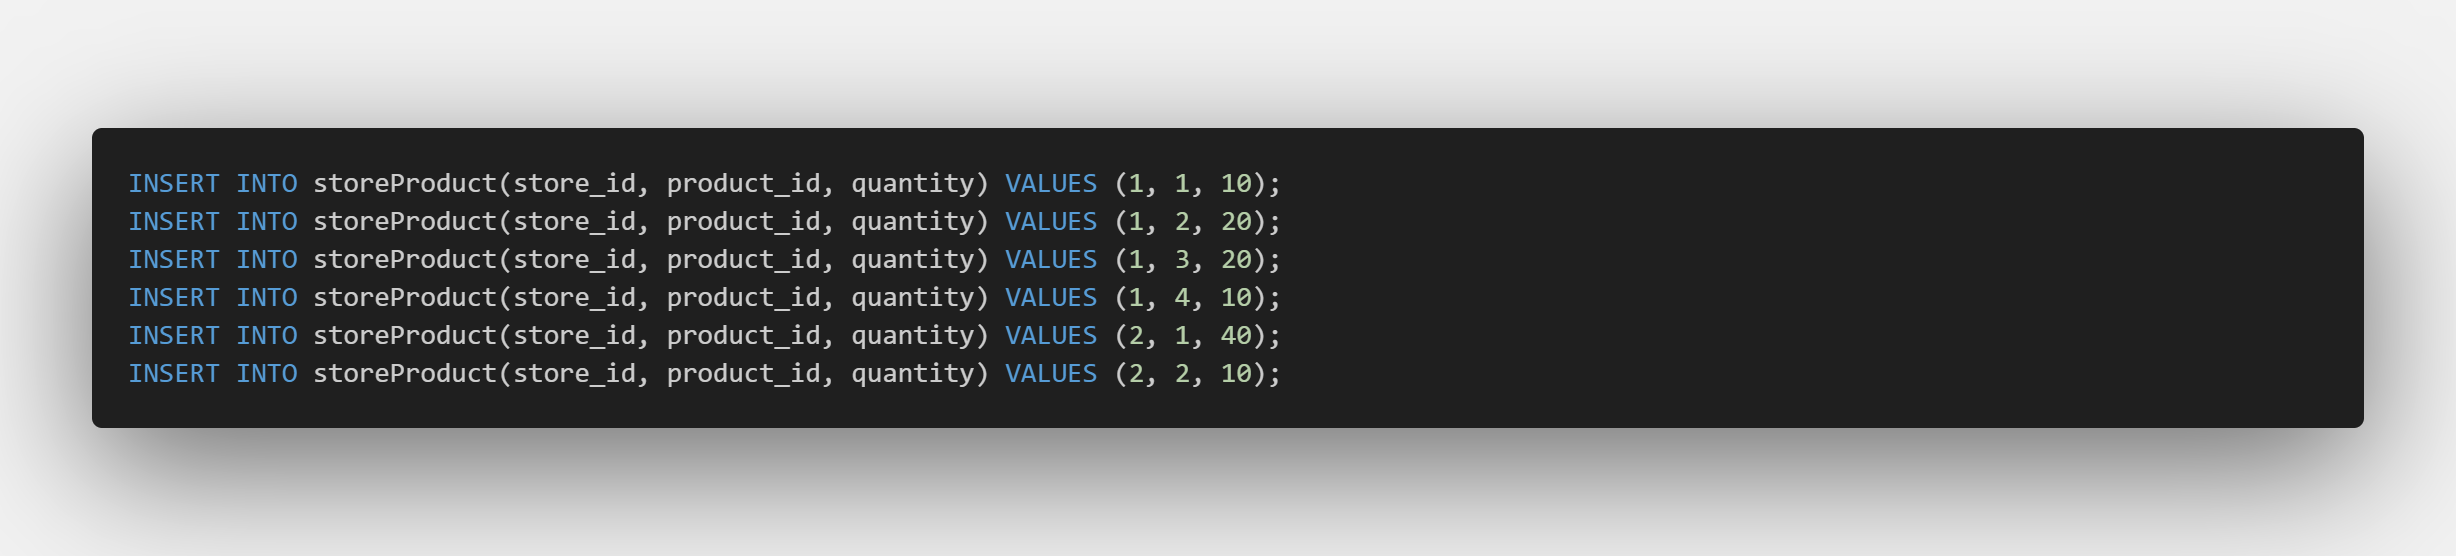 INSERT INTO storeProduct(store_id, product_id, quantity) VALUES (1, 1, 10);
INSERT INTO storeProduct(store_id, product_id, quantity) VALUES (1, 2, 20);
INSERT INTO storeProduct(store_id, product_id, quantity) VALUES (1, 3, 20);
INSERT INTO storeProduct(store_id, product_id, quantity) VALUES (1, 4, 10);
INSERT INTO storeProduct(store_id, product_id, quantity) VALUES (2, 1, 40);
INSERT INTO storeProduct(store_id, product_id, quantity) VALUES (2, 2, 10);